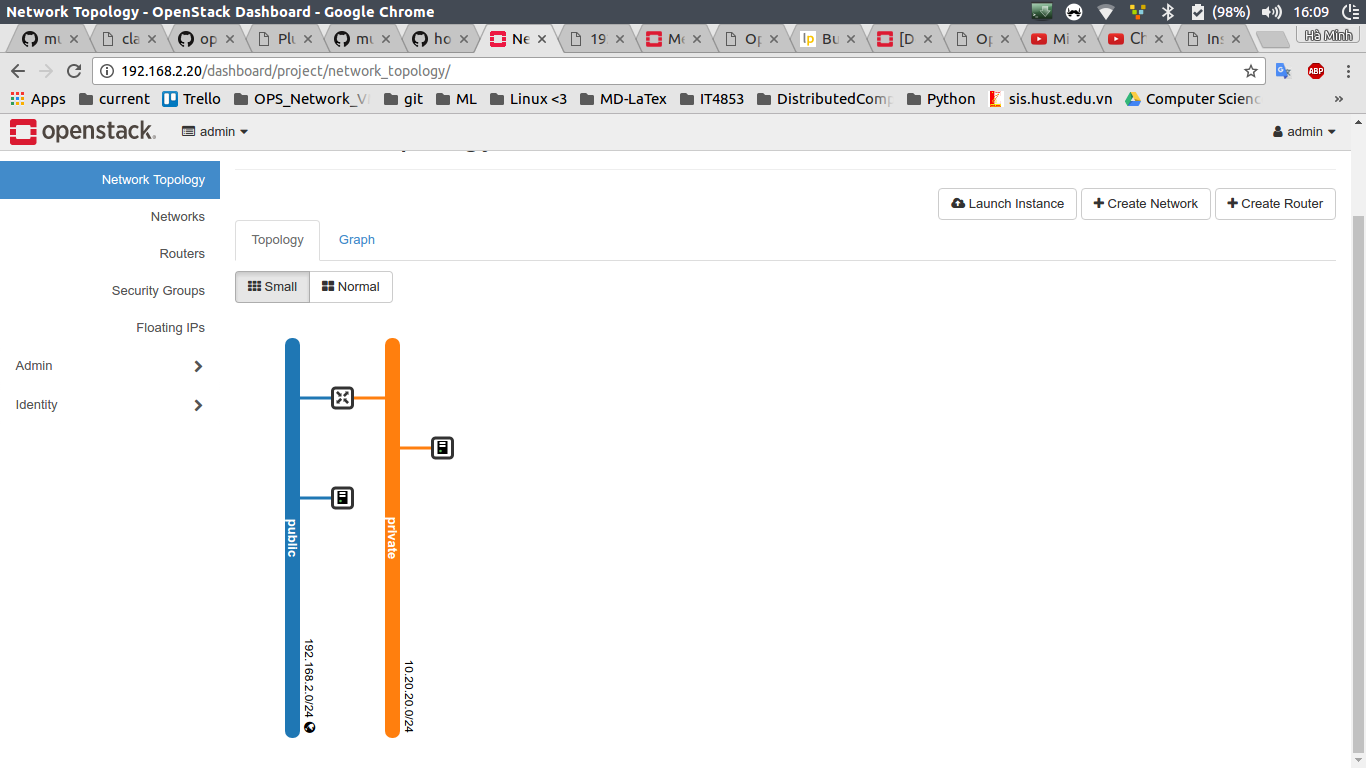 Network Topology - OpenStack Dashboard - Google Chrome
(98%)
16:09
mu
cla
op
Plu
mu
ho
Ne
19
Me
Op
Bu
[D
Op
Mi
Ch
Ins
Hà Minh
192.168.2.20/dashboard/project/network_topology/
ABP
Apps
current
Trello
OPS_Network_V
git
ML
Linux <3
MD-LaTex
IT4853
DistributedComp
Python
sis.hust.edu.vn
Computer Scienc
»
openstack.
admin
admin
Network Topology
Networks
Routers
Security Groups
Floating IPs
Admin
Identity
Launch Instance
Create Network
Create Router
Topology
Graph
Small
Normal
public
192.168.2.0/24
private
10.20.20.0/24